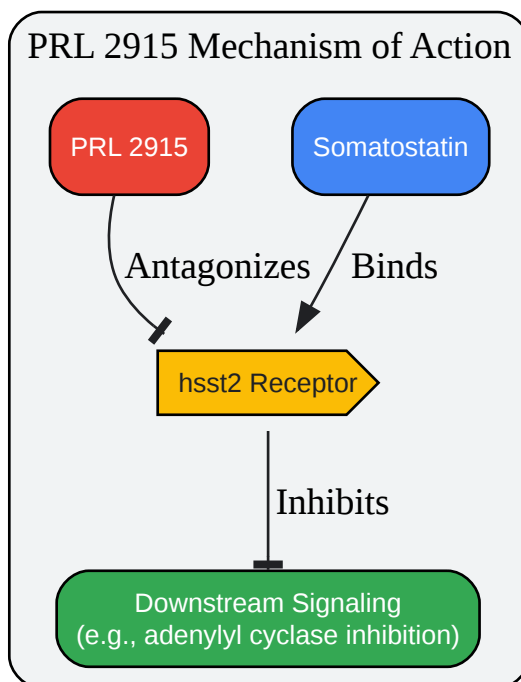 PRL 2915 Mechanism of Action
PRL 2915
Somatostatin
Antagonizes
Binds
hsst2 Receptor
Inhibits
Downstream Signaling
(e.g., adenylyl cyclase inhibition)